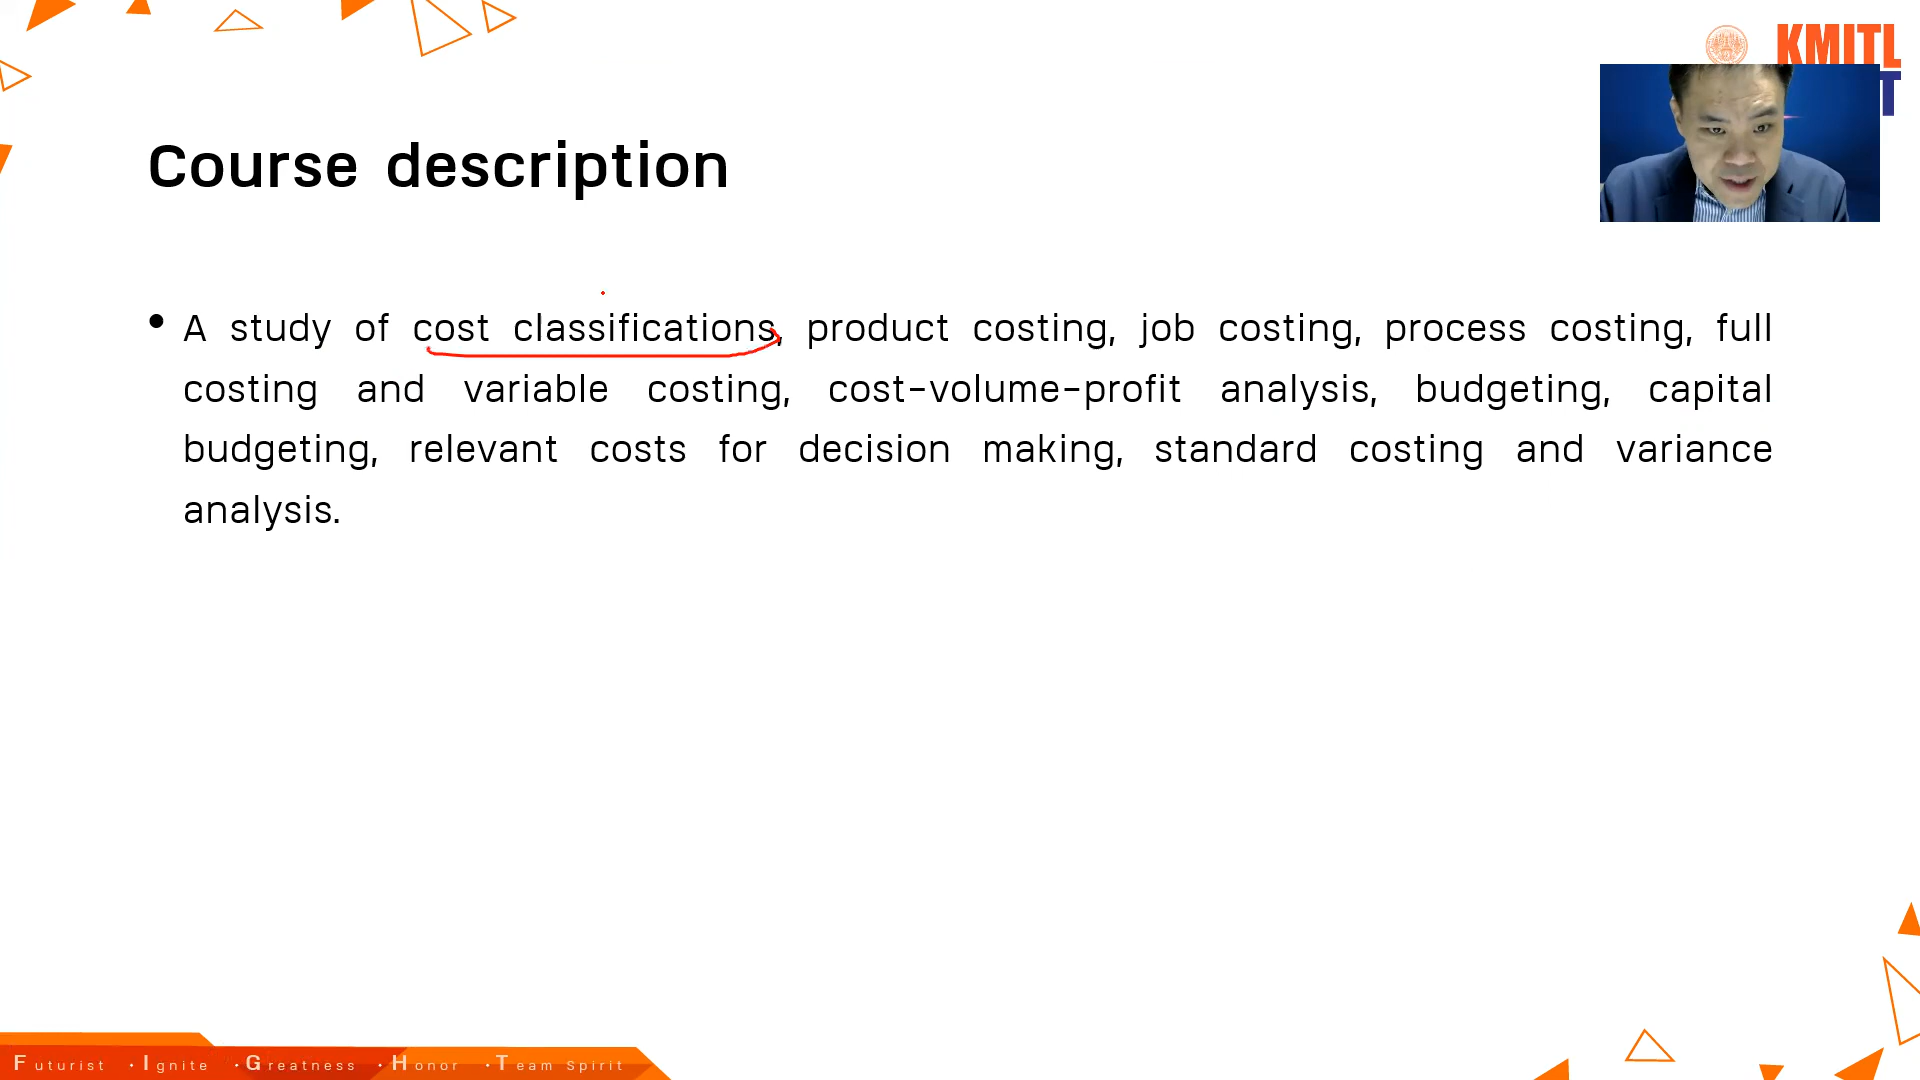 KMITL
T
Course description
• A study of cost classifications, product costing, job costing, process costing, full
costing and variable costing, cost-volume-profit analysis, budgeting, capital
budgeting, relevant costs for decision making, standard costing and variance
analysis.
Futurist • Ignite • Greatness • Honor • Team Spirit